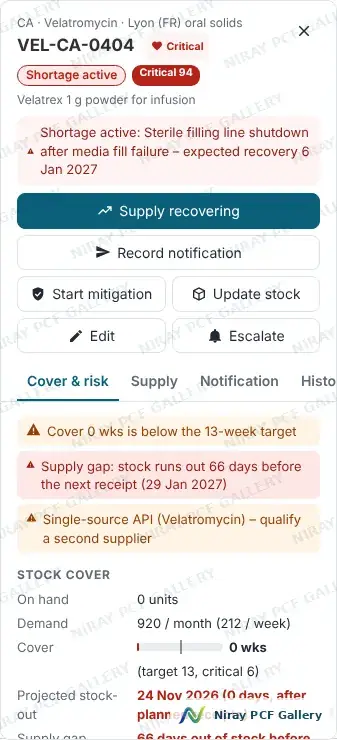 CA · Velatromycin · Lyon (FR) oral solids
VEL-CA-0404
Critical
Shortage active
Critical 94
Velatrex 1 g powder for infusion
Shortage active: Sterile filling line shutdown
after media fill failure – expected recovery 6
Jan 2027
Supply recovering
Record notification
Start mitigation
Update stock
Edit
Escalate
Cover & risk
Supply
Notification
Histo
Cover 0 wks is below the 13-week target
Supply gap: stock runs out 66 days before
the next receipt (29 Jan 2027)
Single-source API (Velatromycin) – qualify
a second supplier
STOCK COVER
On hand
0 units
Demand
920 / month (212 / week)
Cover
0 wks
(target 13, critical 6)
Projected stock-
out
24 Nov 2026 (0 days, after
Supply gap
66 days out of stock before
Niray PCF Gallery
NIRAY PCF GALLERY